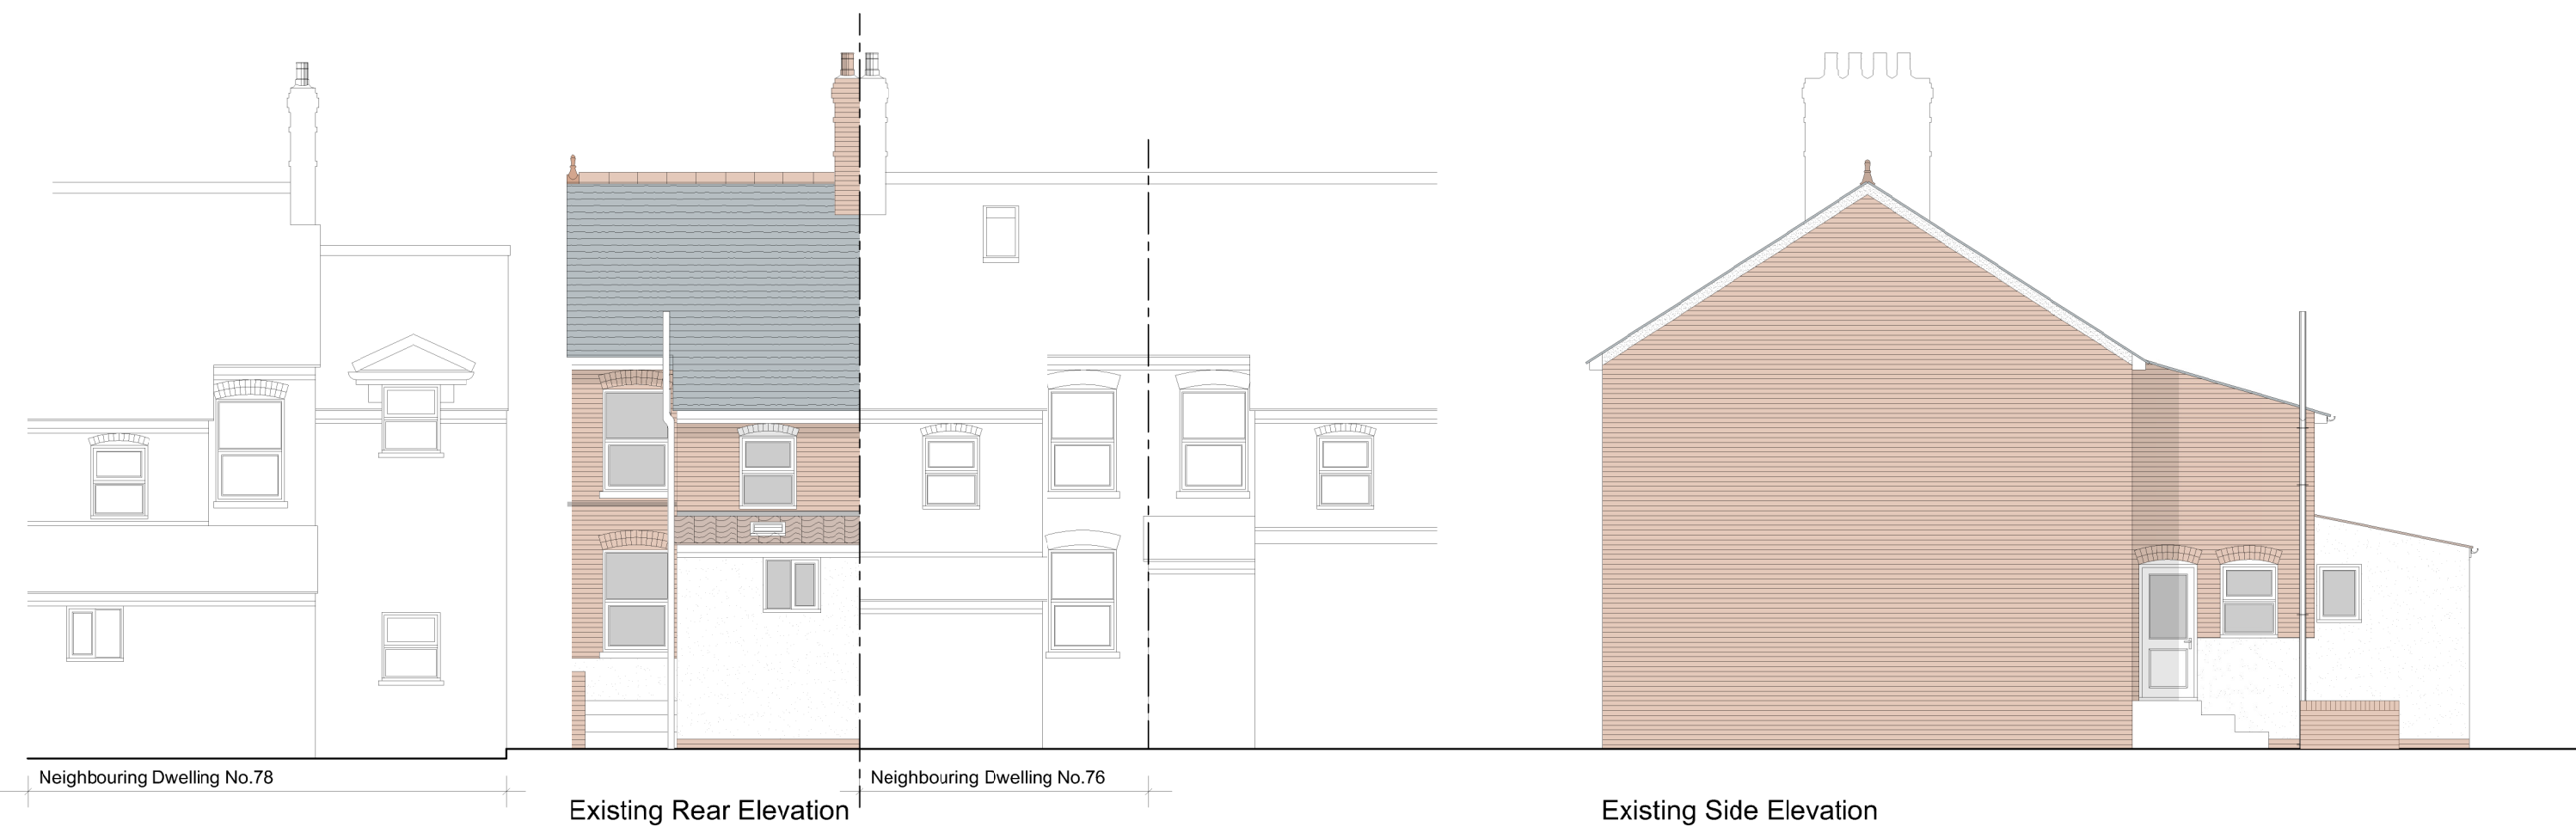 Neighbouring Dwelling No.78
Neighbouring Dwelling No.76
Existing Rear Elevation
Existing Side Elevation